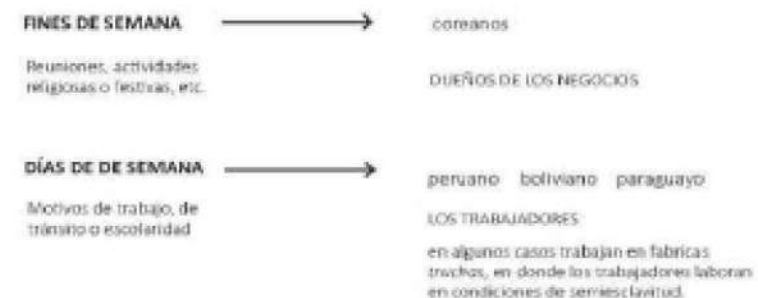 FINES DE SEMANA
coreanos
Reuniones, actividades
religiosas o festivas, etc.
DUEÑOS DE LOS NEGOCIOS
DÍAS DE DE SEMANA
peruano boliviano paraguayo
Motivos de trabajo, de
tránsito o escolaridad
LOS TRABAJADORES
en algunos casos trabajan en fabricas
truchas, en donde los trabajadores laboran
en condiciones de semiesclavitud.